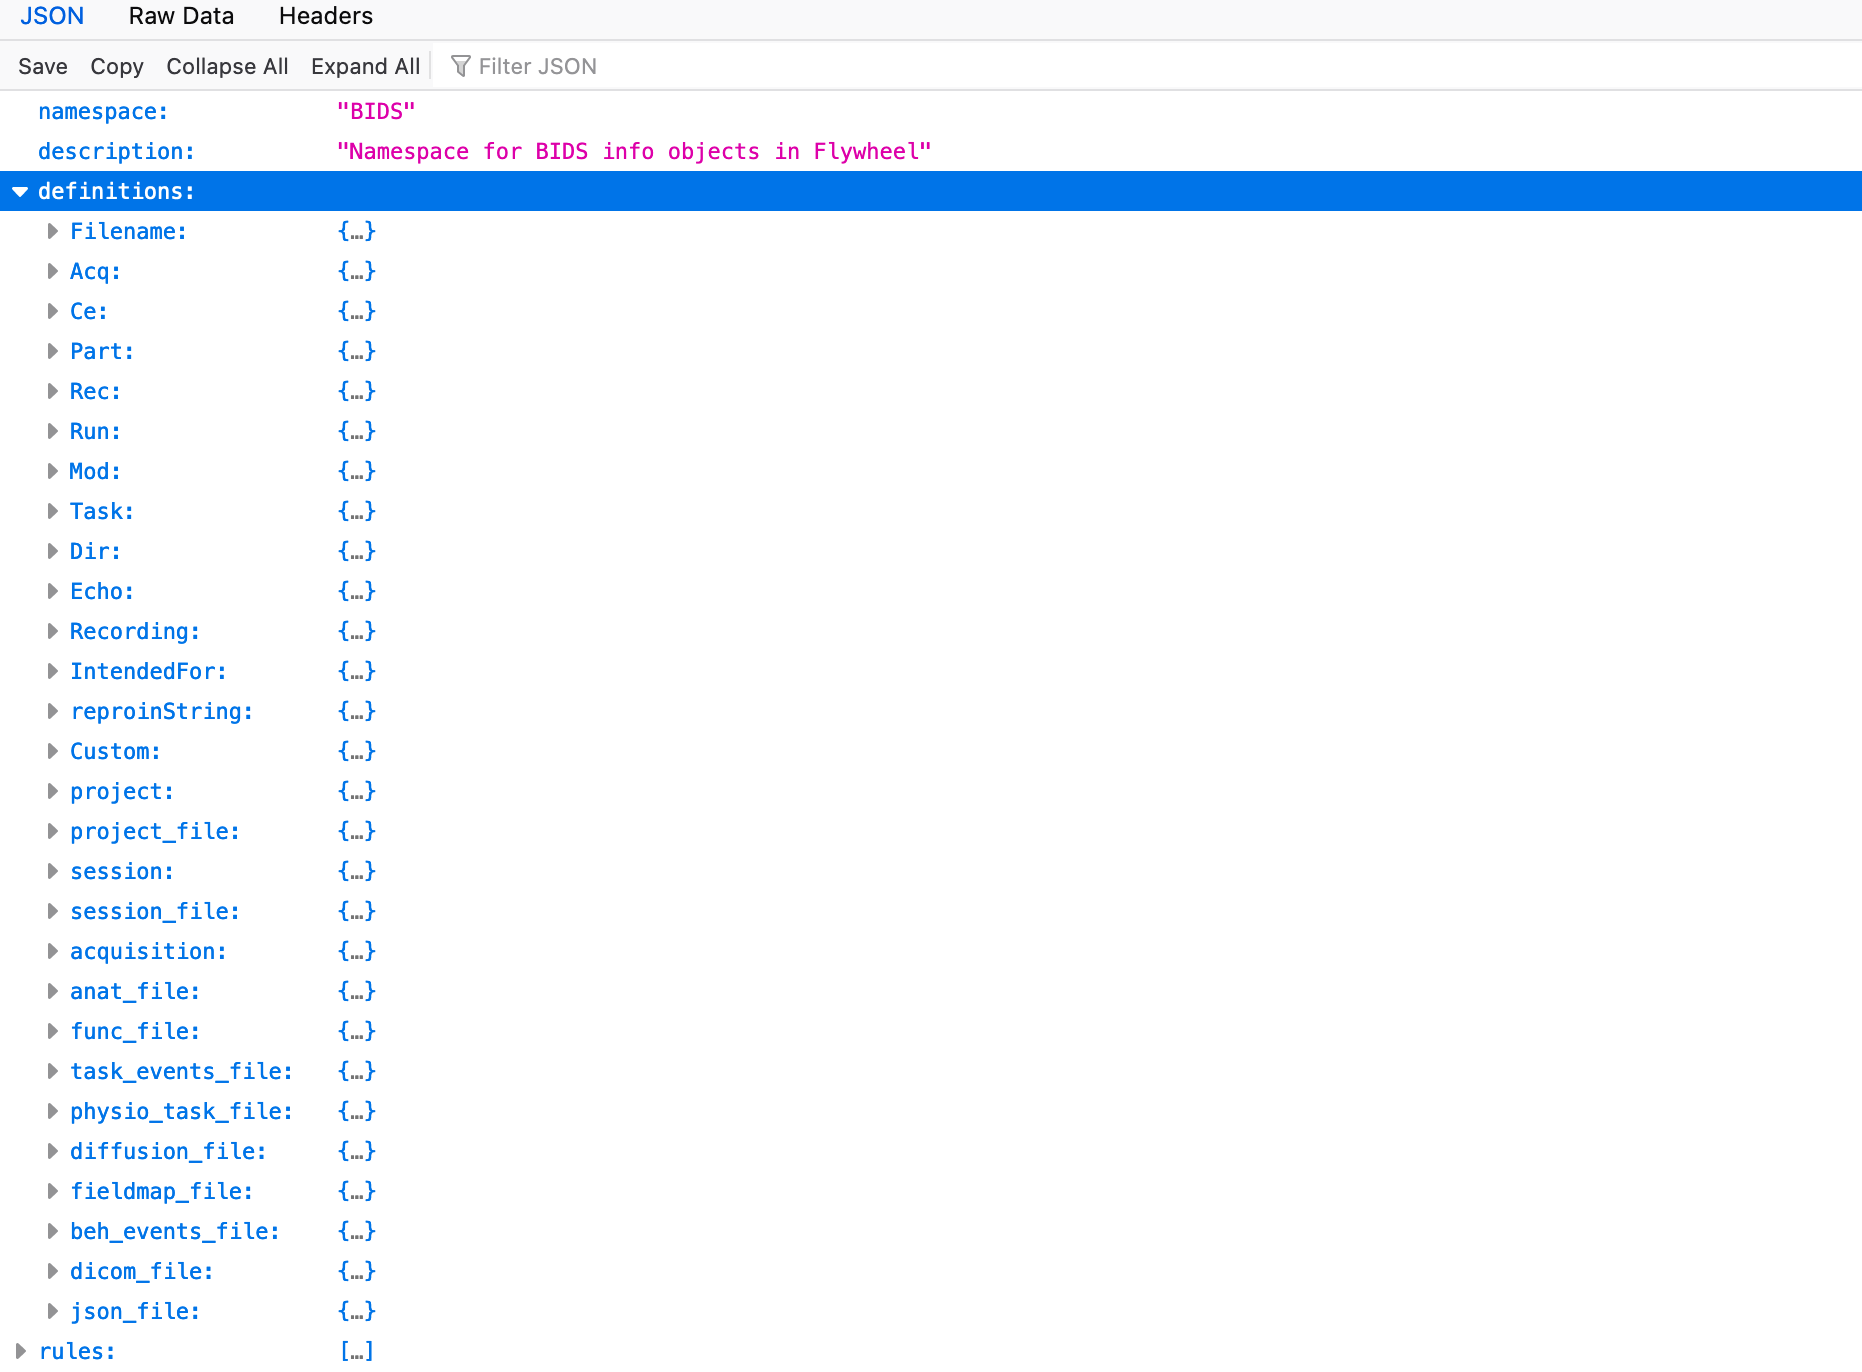 JSON Raw Data Headers
Save Copy Collapse All Expand All Filter JSON
namespace: "BIDS"
description: "Namespace for BIDS info objects in Flywheel"
definitions:
Filename: {…}
Acq: {…}
Ce: {…}
Part: {…}
Rec: {…}
Run: {…}
Mod: {…}
Task: {…}
Dir: {…}
Echo: {…}
Recording: {…}
IntendedFor: {…}
reproinString: {…}
Custom: {…}
project: {…}
project_file: {…}
session: {…}
session_file: {…}
acquisition: {…}
anat_file: {…}
func_file: {…}
task_events_file: {…}
physio_task_file: {…}
diffusion_file: {…}
fieldmap_file: {…}
beh_events_file: {…}
dicom_file: {…}
json_file: {…}
rules: […]